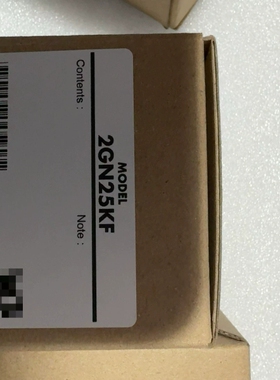 MODEL
2GN25KF
Contents :
Note :